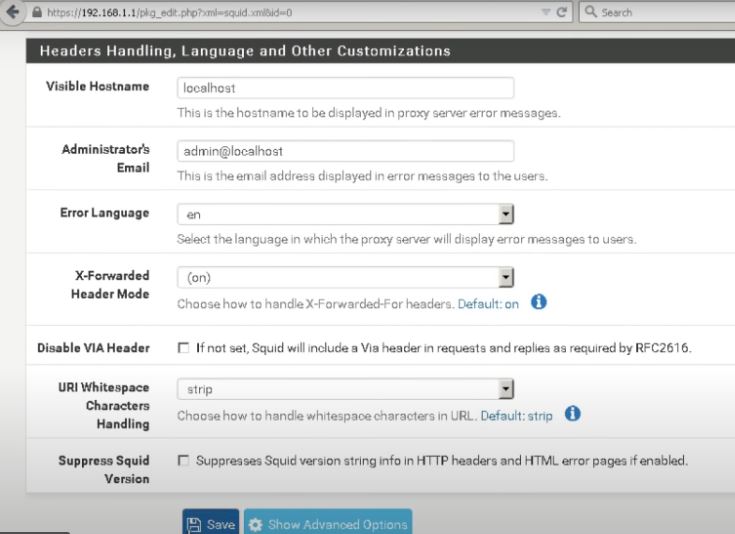 https://192.168.1.1/pkg_edit.php?xml=squid.xml&id=0
Search
Headers Handling, Language and Other Customizations
Visible Hostname
localhost
This is the hostname to be displayed in proxy server error messages.
Administrator's
Email
admin@localhost
This is the email address displayed in error messages to the users.
Error Language
en
Select the language in which the proxy server will display error messages to users.
X-Forwarded
Header Mode
(on)
Choose how to handle X-Forwarded-For headers. Default: on
Disable VIA Header
If not set, Squid will include a Via header in requests and replies as required by RFC2616.
URI Whitespace
Characters
Handling
strip
Choose how to handle whitespace characters in URL. Default: strip
Suppress Squid
Version
Suppresses Squid version string info in HTTP headers and HTML error pages if enabled.
Save
Show Advanced Options